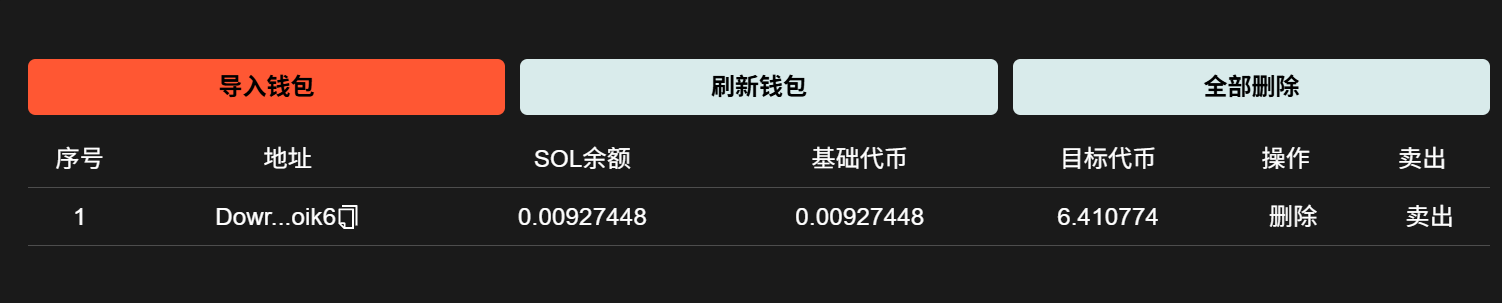 导入钱包 刷新钱包 全部删除
序号 地址 SOL余额 基础代币 目标代币 操作 卖出
1 Dowr...oik6 0.00927448 0.00927448 6.410774 删除 卖出